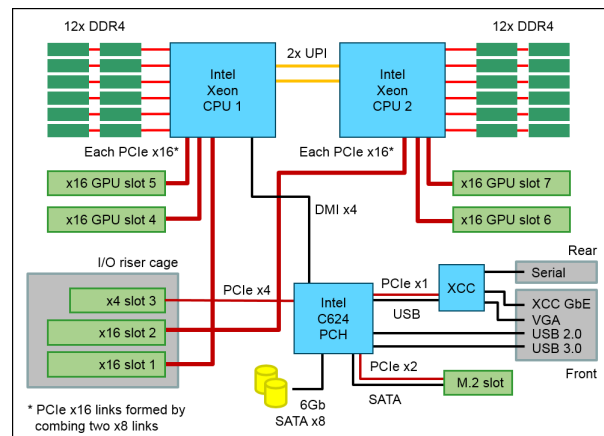 12x DDR4
12x DDR4
2x UPI
Intel
Xeon
CPU 1
Intel
Xeon
CPU 2
Each PCIe x16*
Each PCIe x16*
x16 GPU slot 5
x16 GPU slot 7
x16 GPU slot 4
x16 GPU slot 6
DMI x4
I/O riser cage
Rear
PCIe x4
PCIe x1
XCC
Serial
x4 slot 3
Intel
C624
PCH
USB
XCC GbE
VGA
x16 slot 2
USB 2.0
USB 3.0
x16 slot 1
PCIe x2
Front
M.2 slot
SATA
6Gb
SATA x8
* PCIe x16 links formed by
combing two x8 links